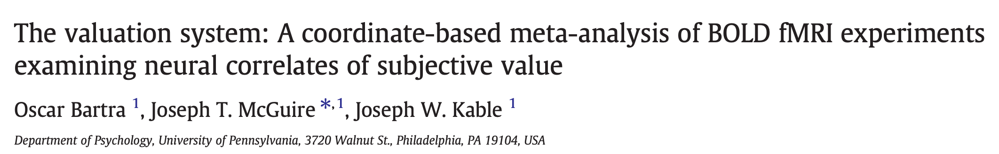 The valuation system: A coordinate-based meta-analysis of BOLD fMRI experiments
examining neural correlates of subjective value
Oscar Bartra 1, Joseph T. McGuire *,1, Joseph W. Kable 1
Department of Psychology, University of Pennsylvania, 3720 Walnut St., Philadelphia, PA 19104, USA